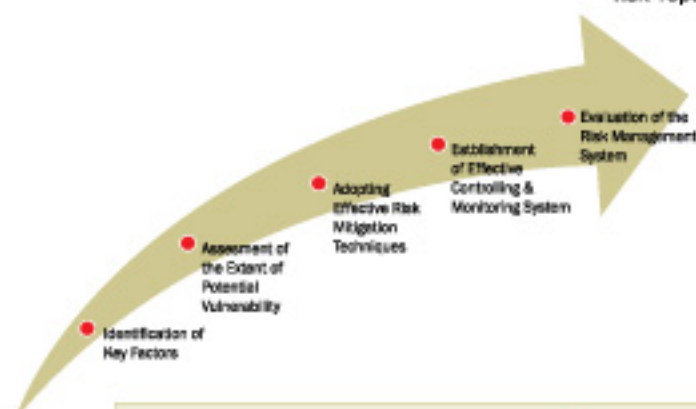 Identification of
Key Factors
Assesment of
the Extent of
Potential
Vulnerability
Adopting
Effective Risk
Mitigation
Techniques
Establishment
of Effective
Controlling &
Monitoring System
Evaluation of the
Risk Management
System